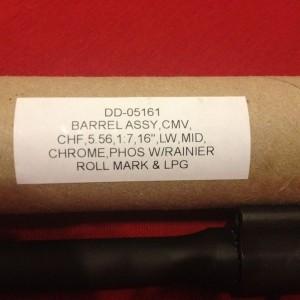 DD-05161
BARREL ASSY,CMV,
CHF,5.56,1:7,16",LW,MID,
CHROME,PHOS W/RAINIER
ROLL MARK & LPG